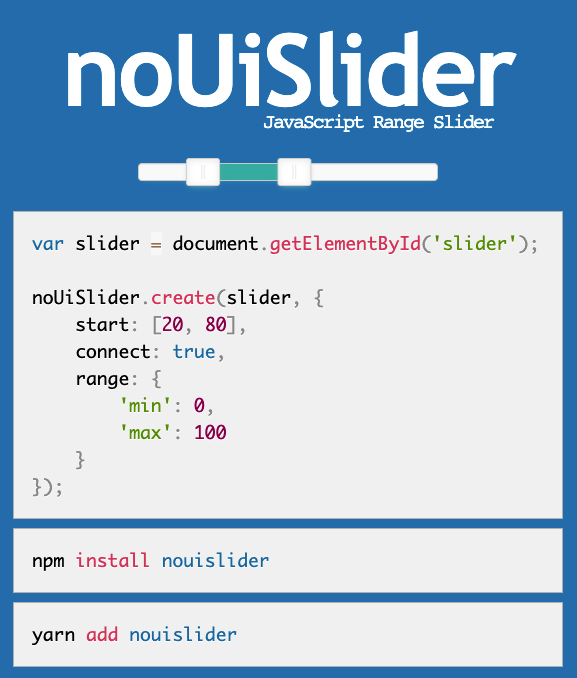 noUiSlider
JavaScript Range Slider
var slider = document.getElementById('slider');
noUiSlider.create(slider, {
    start: [20, 80],
    connect: true,
    range: {
        'min': 0,
        'max': 100
    }
});
npm install nouislider
yarn add nouislider